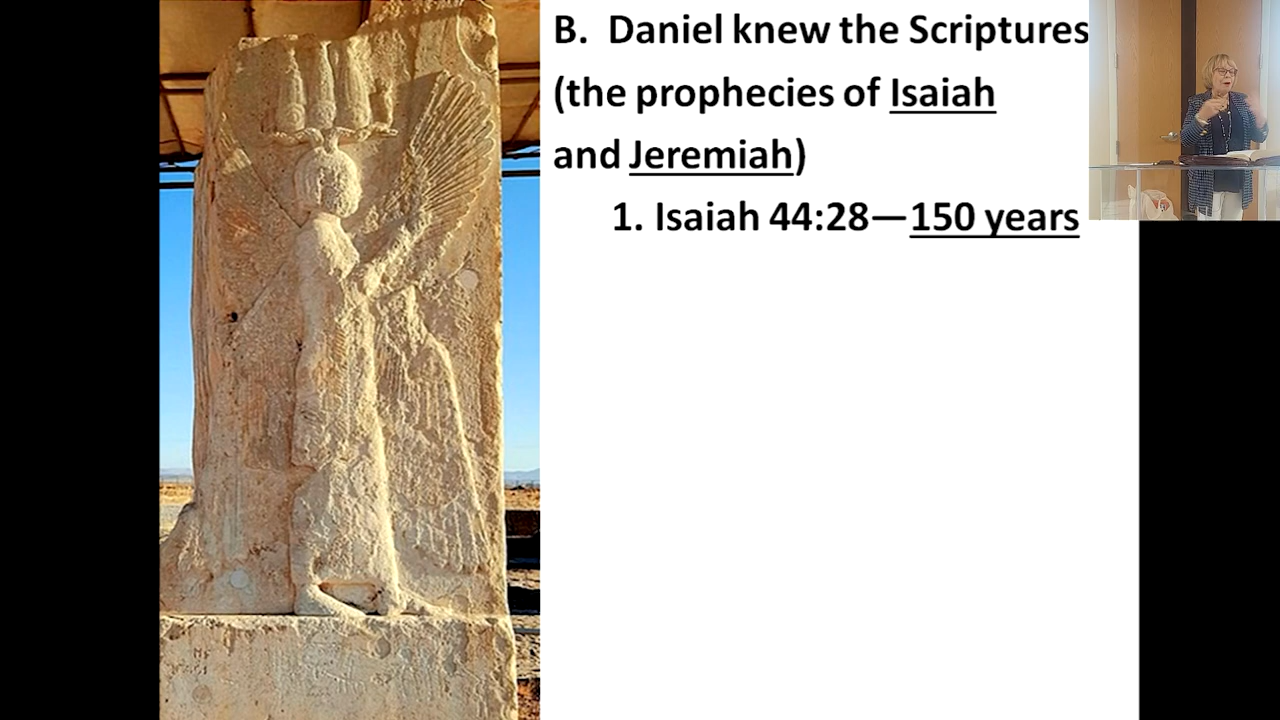 B. Daniel knew the Scriptures
(the prophecies of Isaiah
and Jeremiah)
1. Isaiah 44:28—150 years